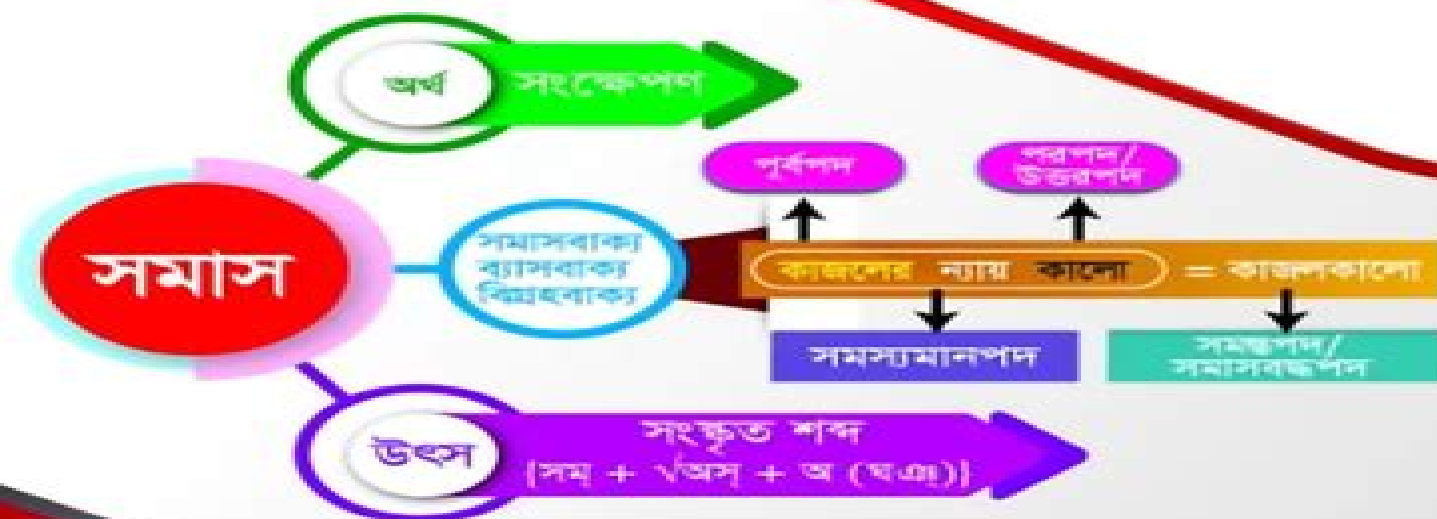 অর্থ
সংক্ষেপণ
সমাস
সমাসবাক্য
ব্যাসবাক্য
বিগ্রহবাক্য
পূর্বপদ
পরপদ/
উত্তরপদ
কাজলের ন্যায় কালো = কাজলকালো
সমস্যমানপদ
সমস্তপদ/
সমাসবদ্ধপদ
উৎস
সংস্কৃত শব্দ
[সম্ + √অস্ + অ (ঘঞ্)]